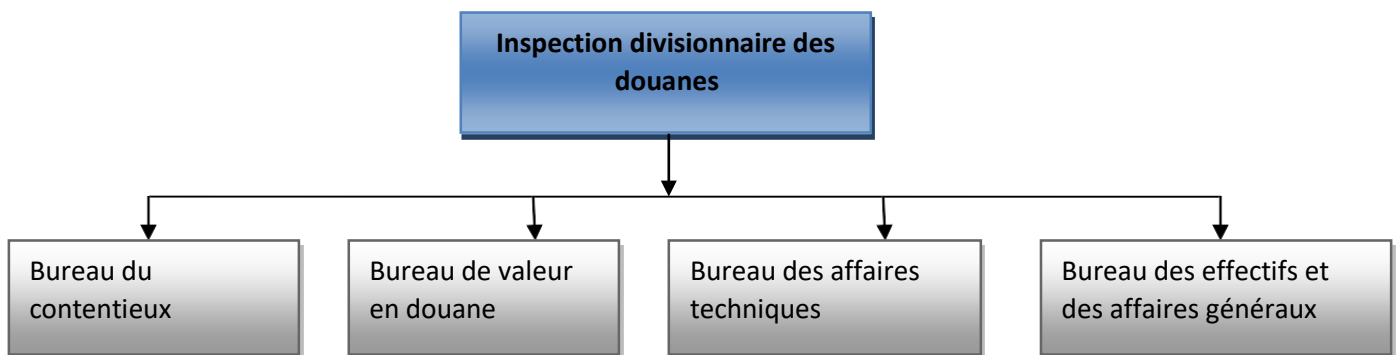 Inspection divisionnaire des
douanes
Bureau du
contentieux
Bureau de valeur
en douane
Bureau des affaires
techniques
Bureau des effectifs et
des affaires généraux